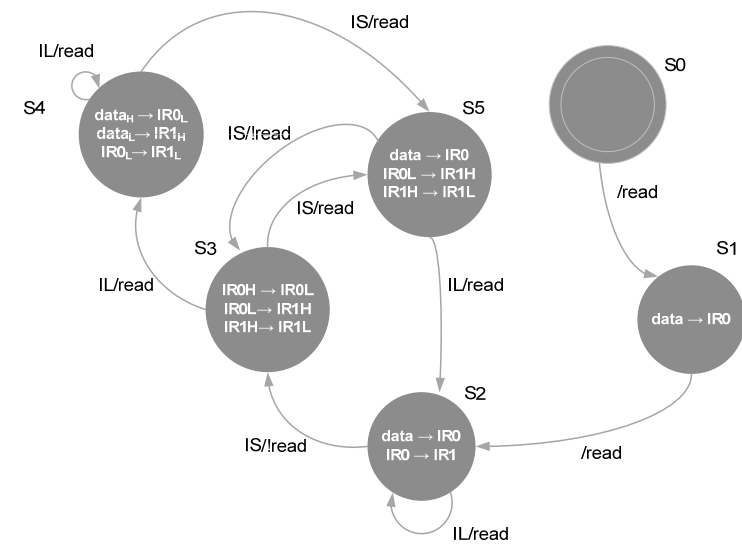 IS/read
IL/read
S4
dataH → IR0L
dataL → IR1H
IR0L → IR1L
S0
S5
IS/!read
data → IR0
IR0L → IR1H
IR1H → IR1L
/read
IS/read
S3
S1
IL/read
IL/read
IR0H → IR0L
IR0L → IR1H
IR1H → IR1L
data → IR0
S2
IS/!read
data → IR0
IR0 → IR1
/read
IL/read